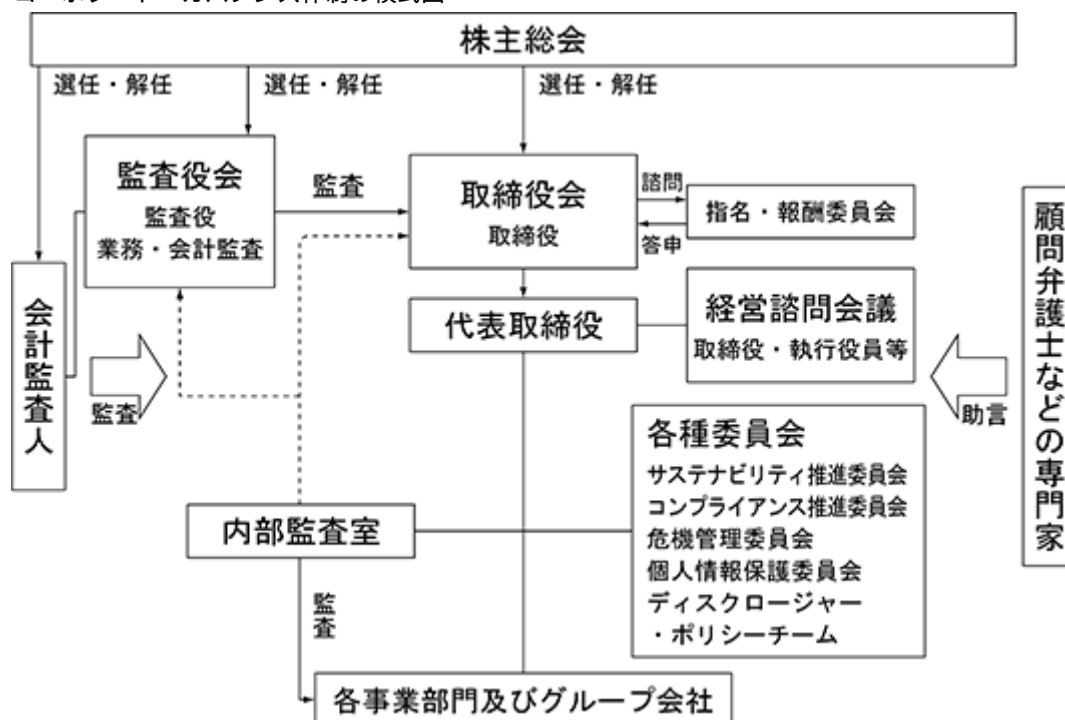 株主総会
選任・解任
選任・解任
選任・解任
監査役会
監査役
業務・会計監査
監査
取締役会
取締役
諮問
答申
指名・報酬委員会
会計監査人
監査
代表取締役
経営諮問会議
取締役・執行役員等
助言
顧問弁護士などの専門家
各種委員会
サステナビリティ推進委員会
コンプライアンス推進委員会
危機管理委員会
個人情報保護委員会
ディスクロージャー
・ポリシーチーム
内部監査室
監査
各事業部門及びグループ会社